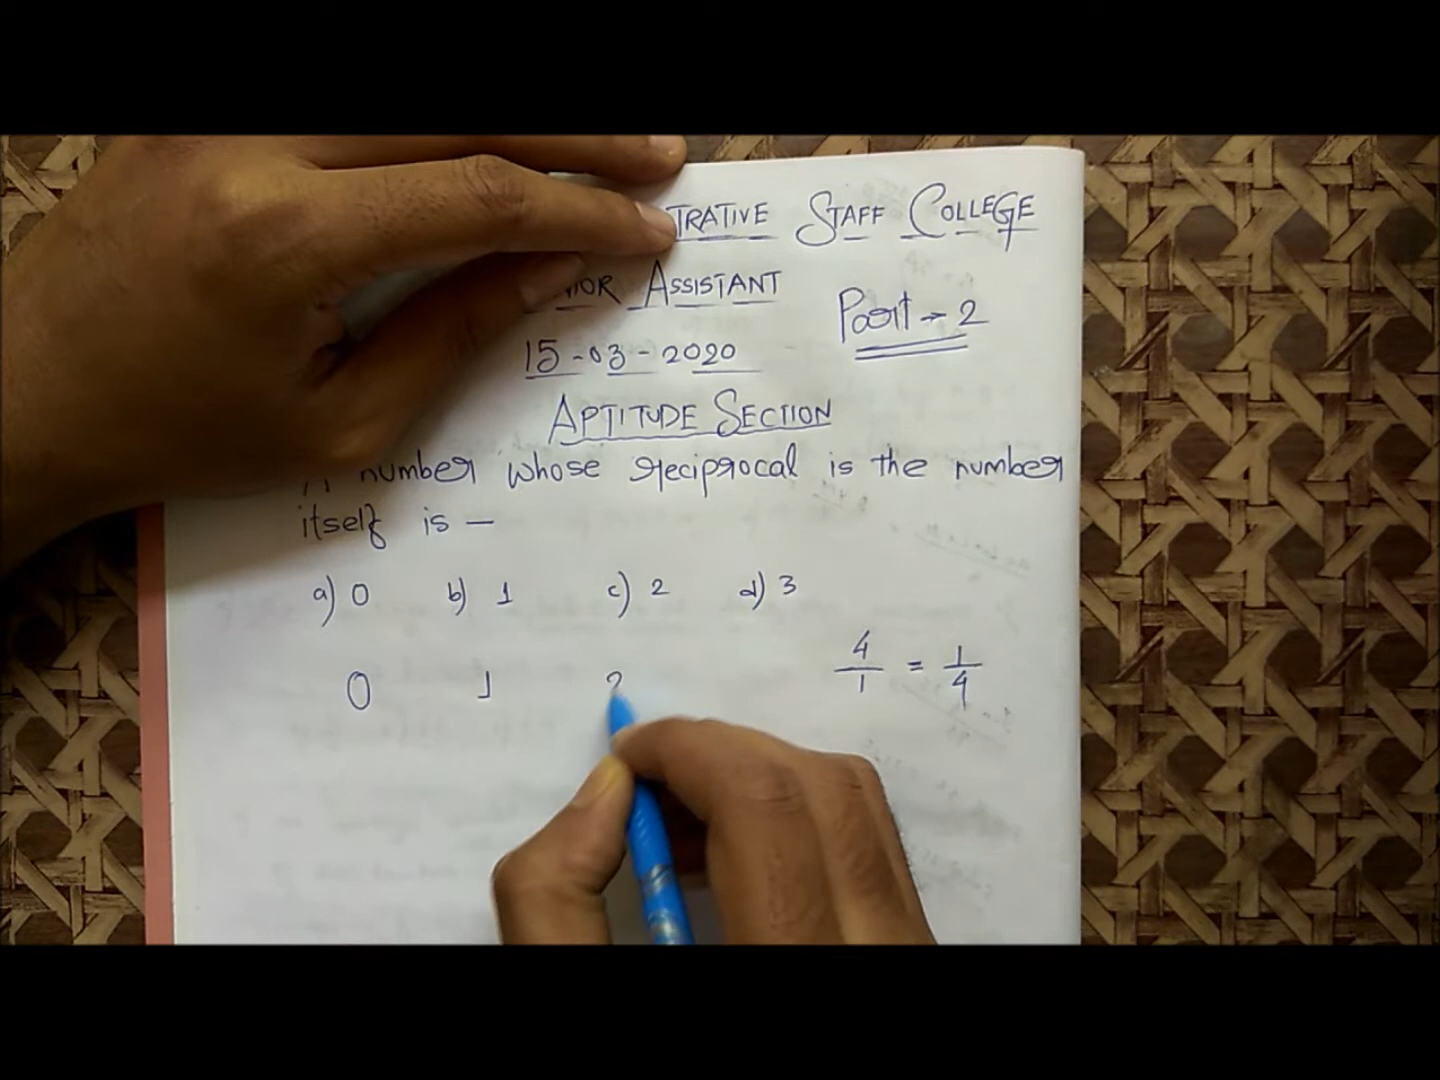 TRATIVE STAFF COLLEGE
ASSISTANT
Part → 2
15-03-2020
APTITUDE SECTION
A number whose reciprocal is the number
itself is —
a) 0 b) 1 c) 2 d) 3
4/1 = 1/4
0 1 2